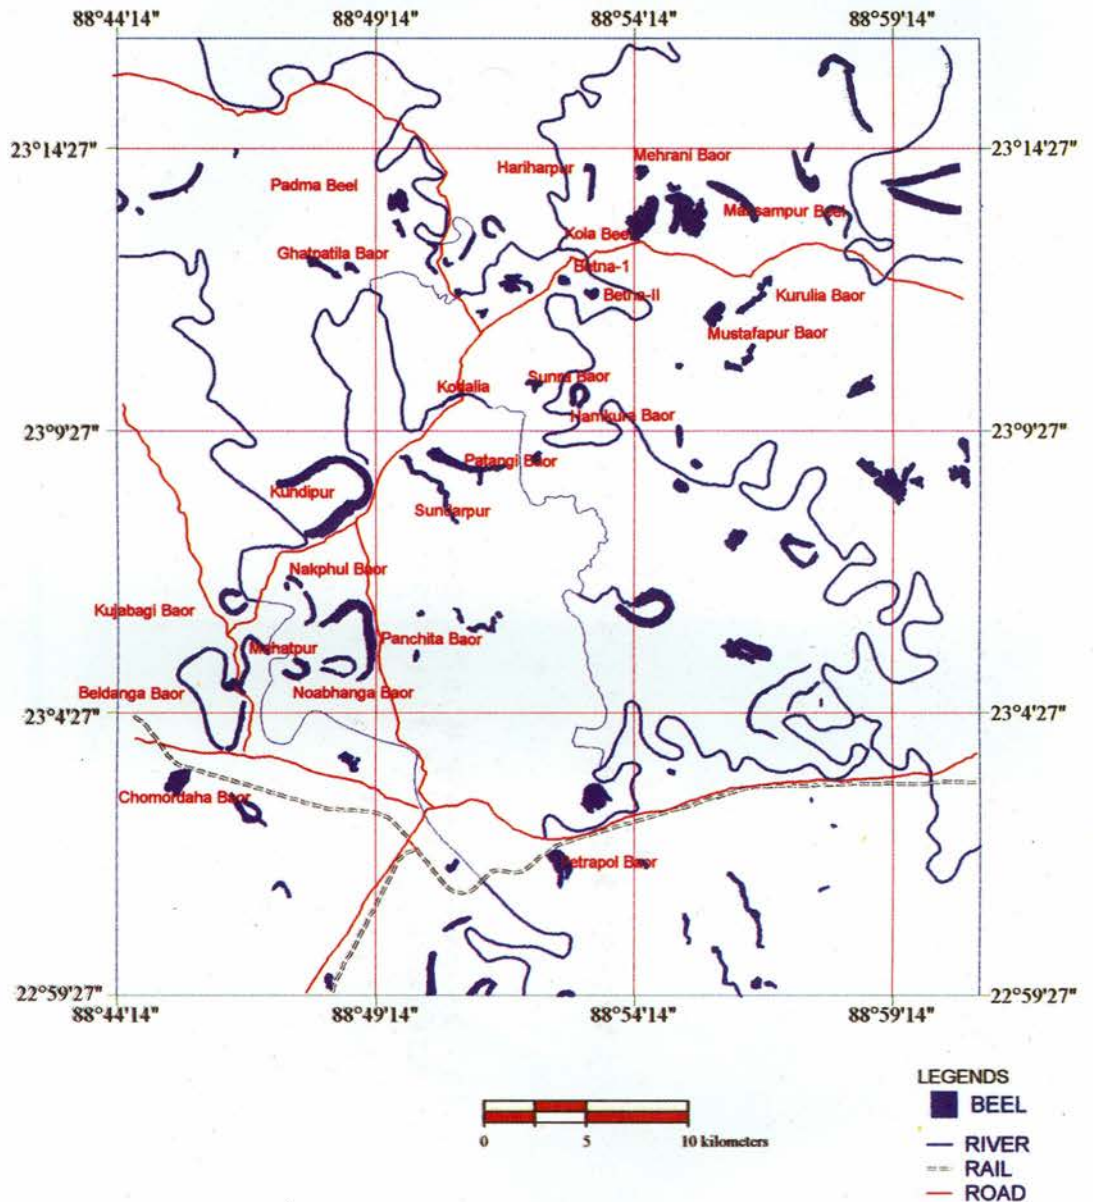 88°44'14" 88°49'14" 88°54'14" 88°59'14"
23°14'27" 23°14'27"
Hariharpur Mehrani Baor
Padma Beel
Kola Beel
Ghatpatila Baor
Betna-1
Betna-II Kurulia Baor
Mustafapur Baor
Sunra Baor
Kodalia
Hamkura Baor
23°9'27" 23°9'27"
Patangi Baor
Kundipur
Sundarpur
Nakphul Baor
Kujabagi Baor
Panchita Baor
Mahatpur
Beldanga Baor Noabhanga Baor
23°4'27" 23°4'27"
Chomordaha Baor
Petrapol Baor
22°59'27" 22°59'27"
88°44'14" 88°49'14" 88°54'14" 88°59'14"
LEGENDS
BEEL
0 5 10 kilometers
RIVER
RAIL
ROAD